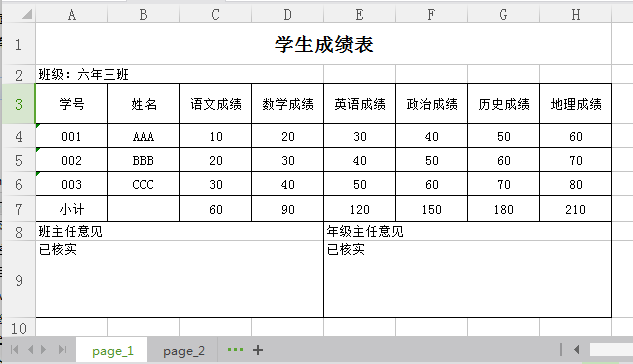 A B C D E F G H
1 学生成绩表
2 班级：六年三班
3 学号 姓名 语文成绩 数学成绩 英语成绩 政治成绩 历史成绩 地理成绩
4 001 AAA 10 20 30 40 50 60
5 002 BBB 20 30 40 50 60 70
6 003 CCC 30 40 50 60 70 80
7 小计 60 90 120 150 180 210
8 班主任意见 年级主任意见
9 已核实 已核实
10
page_1 page_2 ••• +